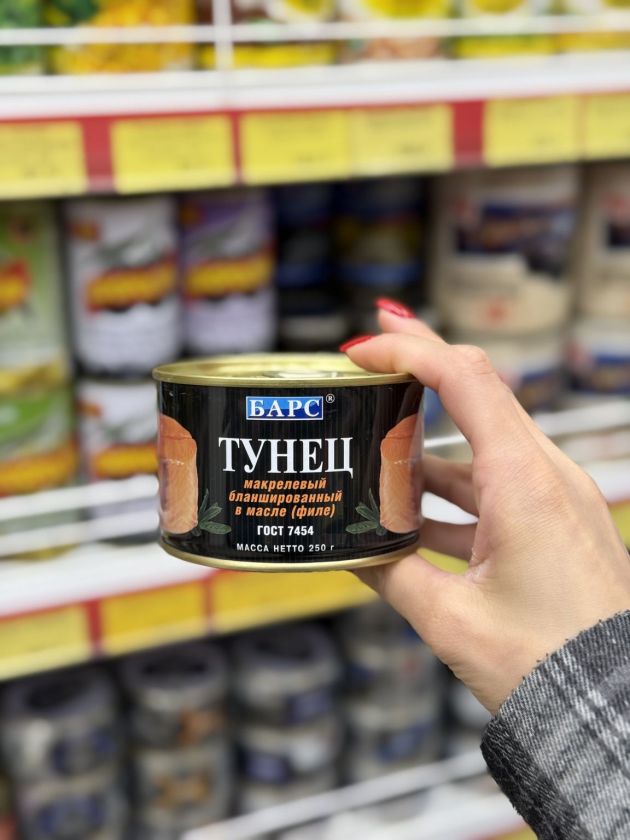 БАРС®
ТУНЕЦ
макрелевый
бланшированный
в масле (филе)
ГОСТ 7454
МАССА НЕТТО 250 г